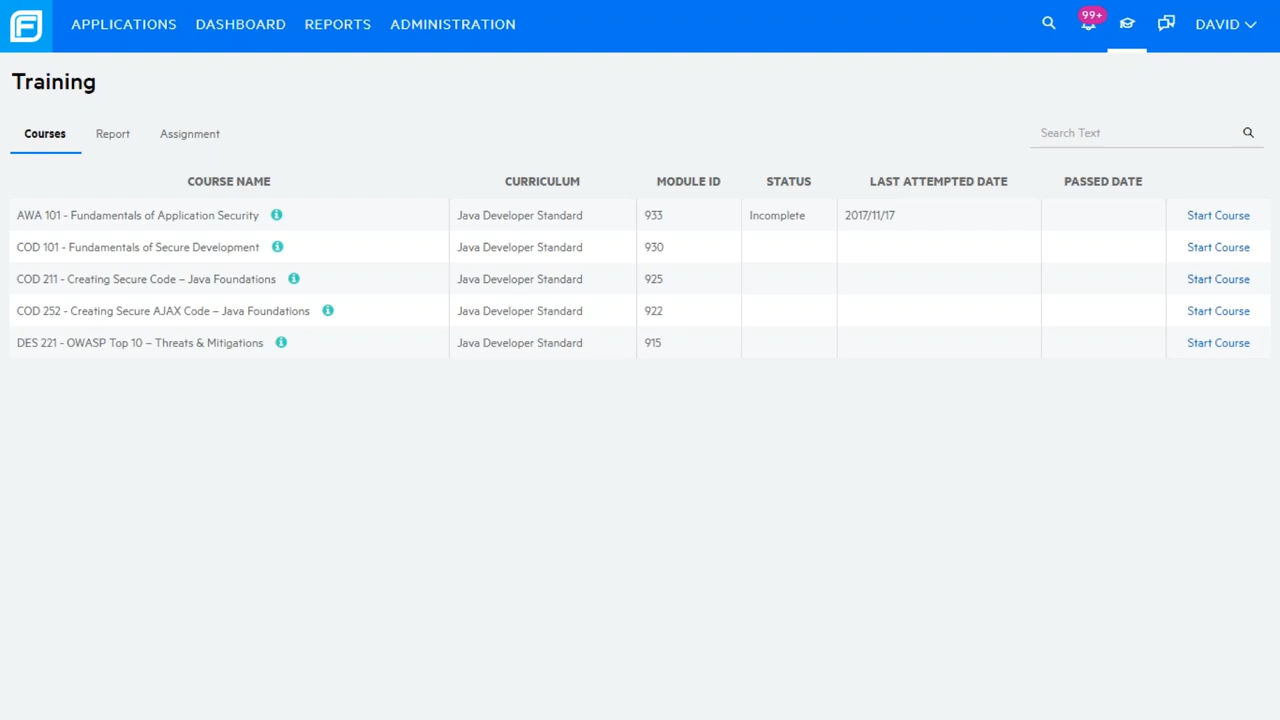 APPLICATIONS DASHBOARD REPORTS ADMINISTRATION 99+ DAVID
Training
Courses Report Assignment Search Text
COURSE NAME CURRICULUM MODULE ID STATUS LAST ATTEMPTED DATE PASSED DATE
AWA 101 - Fundamentals of Application Security Java Developer Standard 933 Incomplete 2017/11/17 Start Course
COD 101 - Fundamentals of Secure Development Java Developer Standard 930 Start Course
COD 211 - Creating Secure Code – Java Foundations Java Developer Standard 925 Start Course
COD 252 - Creating Secure AJAX Code – Java Foundations Java Developer Standard 922 Start Course
DES 221 - OWASP Top 10 – Threats & Mitigations Java Developer Standard 915 Start Course